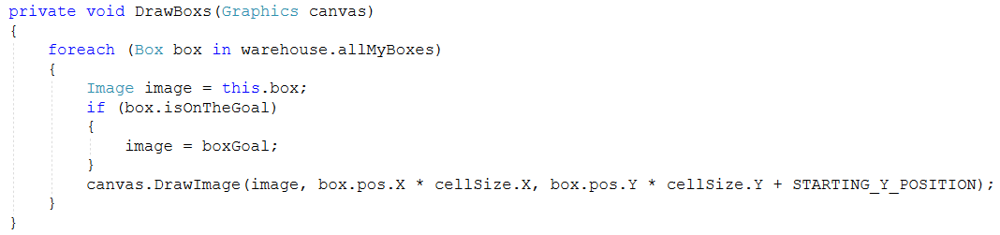 private void DrawBoxs(Graphics canvas)
{
    foreach (Box box in warehouse.allMyBoxes)
    {
        Image image = this.box;
        if (box.isOnTheGoal)
        {
            image = boxGoal;
        }
        canvas.DrawImage(image, box.pos.X * cellSize.X, box.pos.Y * cellSize.Y + STARTING_Y_POSITION);
    }
}